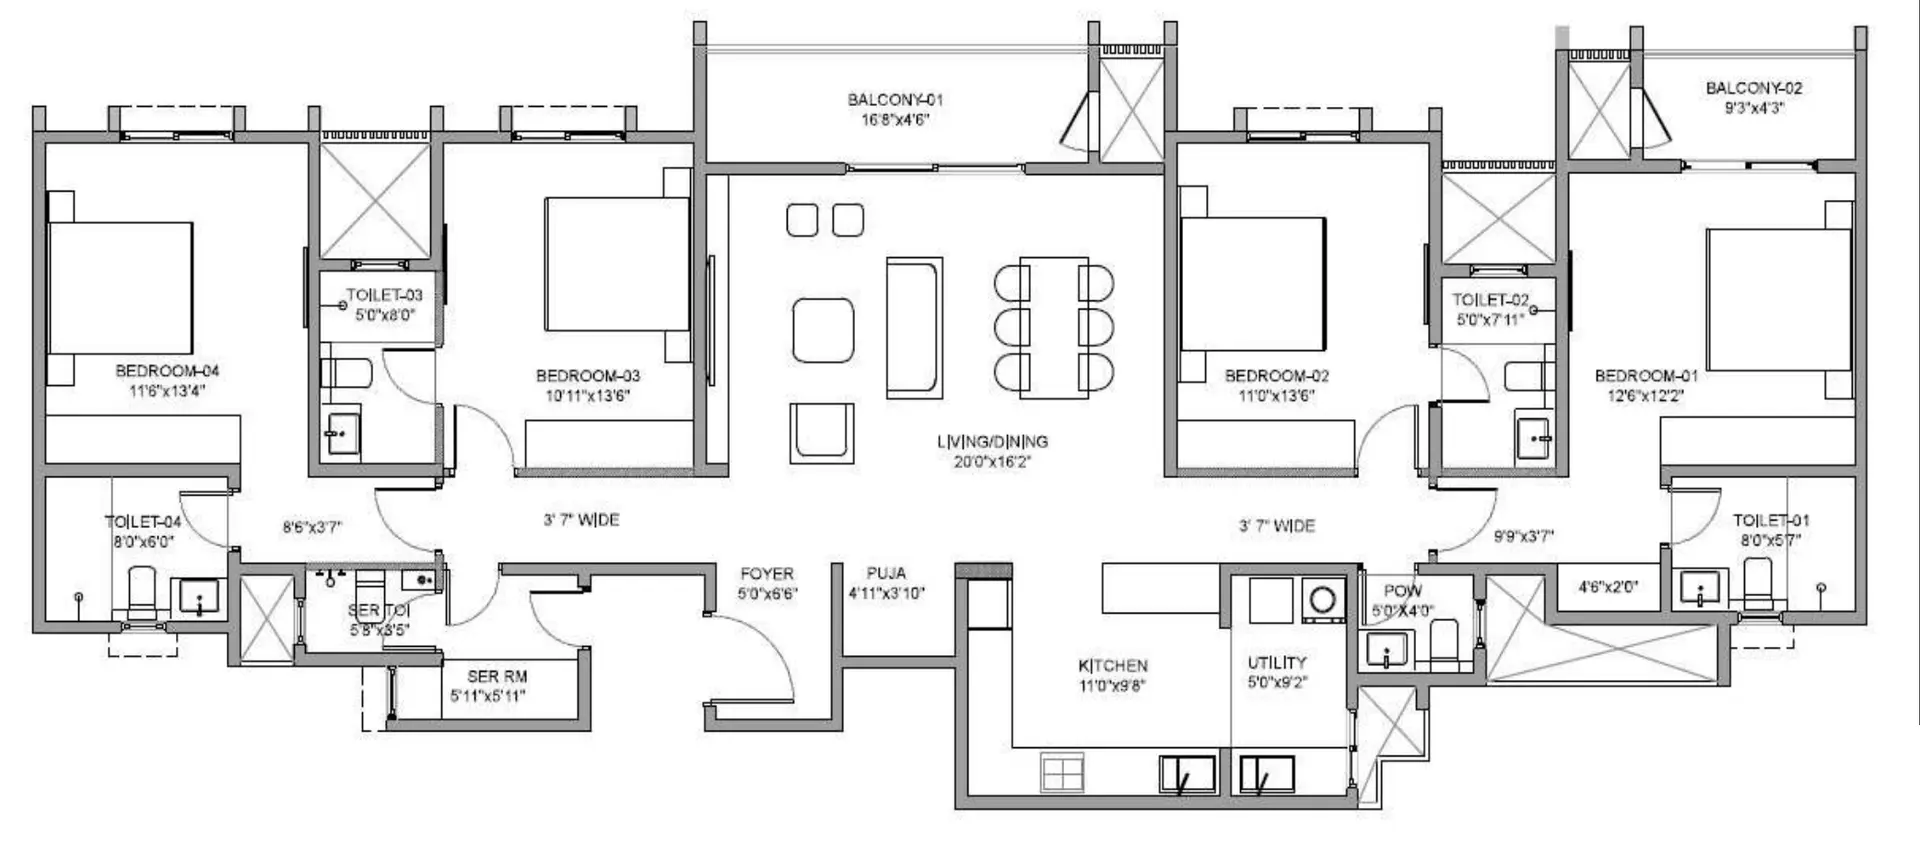 BALCONY-01
16'8"x4'6"
BALCONY-02
9'3"x4'3"
TOILET-03
5'0"x8'0"
TOILET-02
5'0"x7'11"
BEDROOM-04
11'6"x13'4"
BEDROOM-03
10'11"x13'6"
BEDROOM-02
11'0"x13'6"
BEDROOM-01
12'6"x12'2"
LIVING/DINING
20'0"x16'2"
TOILET-04
8'0"x6'0"
8'6"x3'7"
3' 7" WIDE
3' 7" WIDE
9'9"x3'7"
TOILET-01
8'0"x5'7"
FOYER
5'0"x6'6"
PUJA
4'11"x3'10"
POW
5'0"X4'0"
4'6"x2'0"
SER TOI
5'8"x3'5"
SER RM
5'11"x5'11"
KITCHEN
11'0"x9'8"
UTILITY
5'0"x9'2"